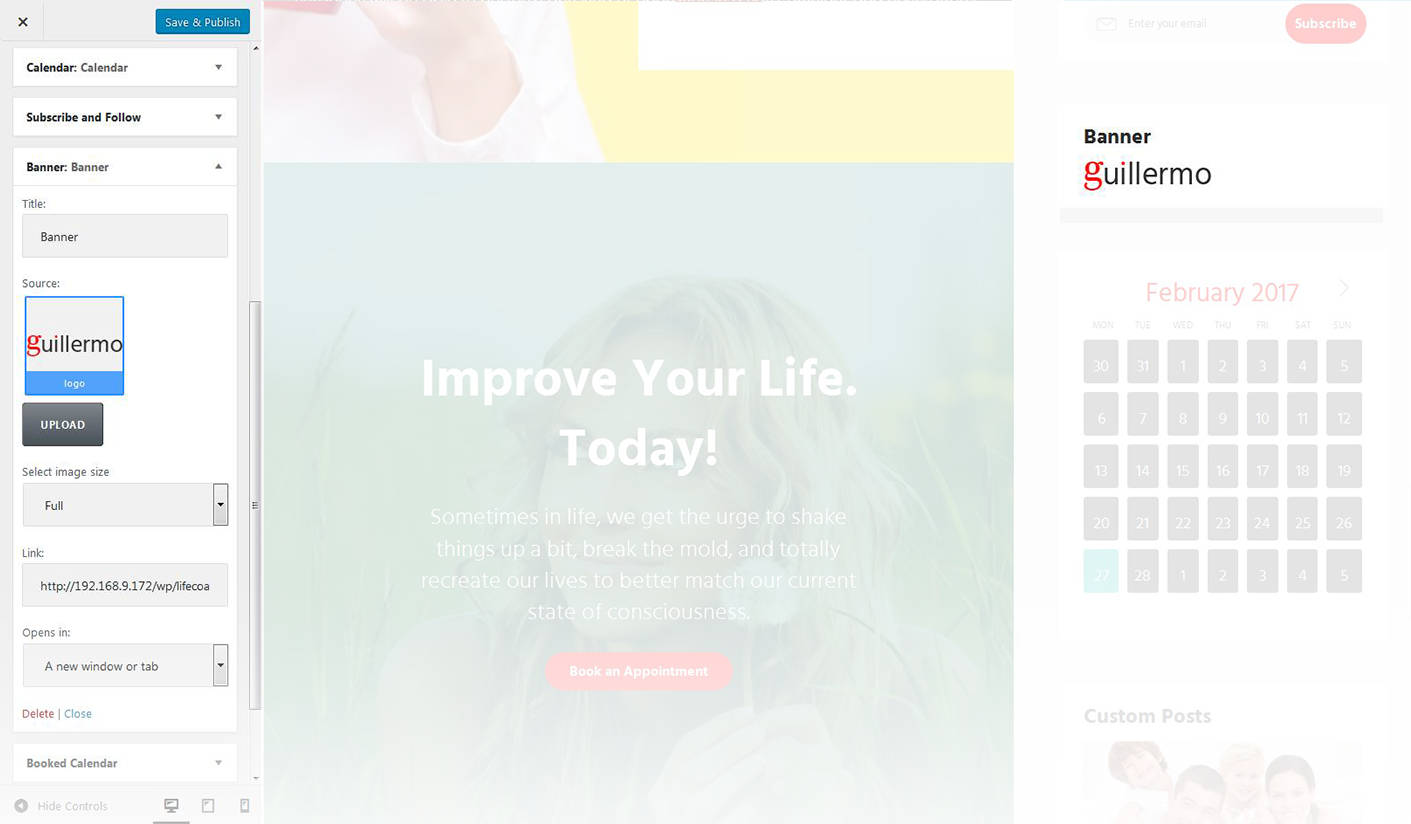 Save & Publish
Calendar: Calendar
Subscribe and Follow
Banner: Banner
Title:
Banner
Source:
guillermo
logo
UPLOAD
Select image size
Full
Link:
http://192.168.9.172/wp/lifecoa
Opens in:
A new window or tab
Delete | Close
Booked Calendar
Hide Controls
Improve Your Life.
Today!
Sometimes in life, we get the urge to shake
things up a bit, break the mold, and totally
recreate our lives to better match our current
state of consciousness.
Book an Appointment
Enter your email
Subscribe
Banner
guillermo
February 2017
MON TUE WED THU FRI SAT SUN
30 31 1 2 3 4 5
6 7 8 9 10 11 12
13 14 15 16 17 18 19
20 21 22 23 24 25 26
27 28 1 2 3 4 5
Custom Posts